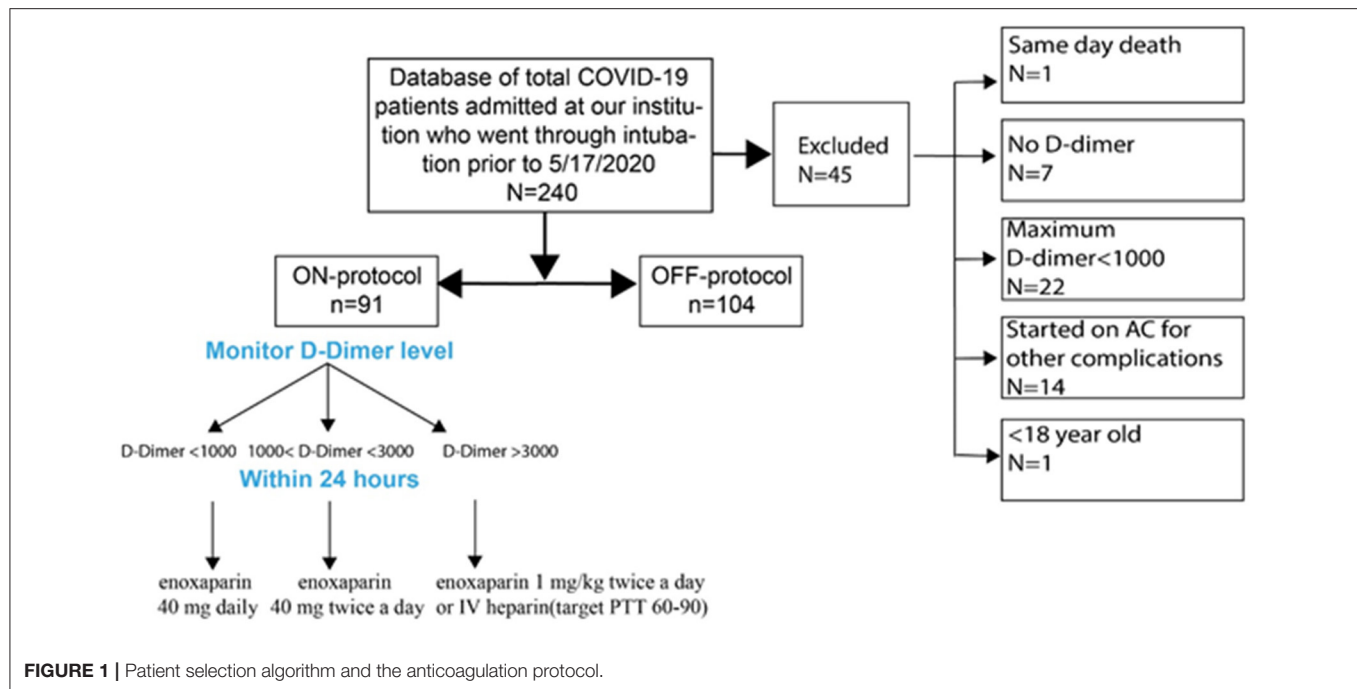 Database of total COVID-19
patients admitted at our institu-
tion who went through intuba-
tion prior to 5/17/2020
N=240
Excluded
N=45
Same day death
N=1
No D-dimer
N=7
Maximum
D-dimer<1000
N=22
Started on AC for
other complications
N=14
<18 year old
N=1
ON-protocol
n=91
OFF-protocol
n=104
Monitor D-Dimer level
D-Dimer <1000 1000< D-Dimer <3000 D-Dimer >3000
Within 24 hours
enoxaparin
40 mg daily
enoxaparin
40 mg twice a day
enoxaparin 1 mg/kg twice a day
or IV heparin(target PTT 60-90)
FIGURE 1 | Patient selection algorithm and the anticoagulation protocol.